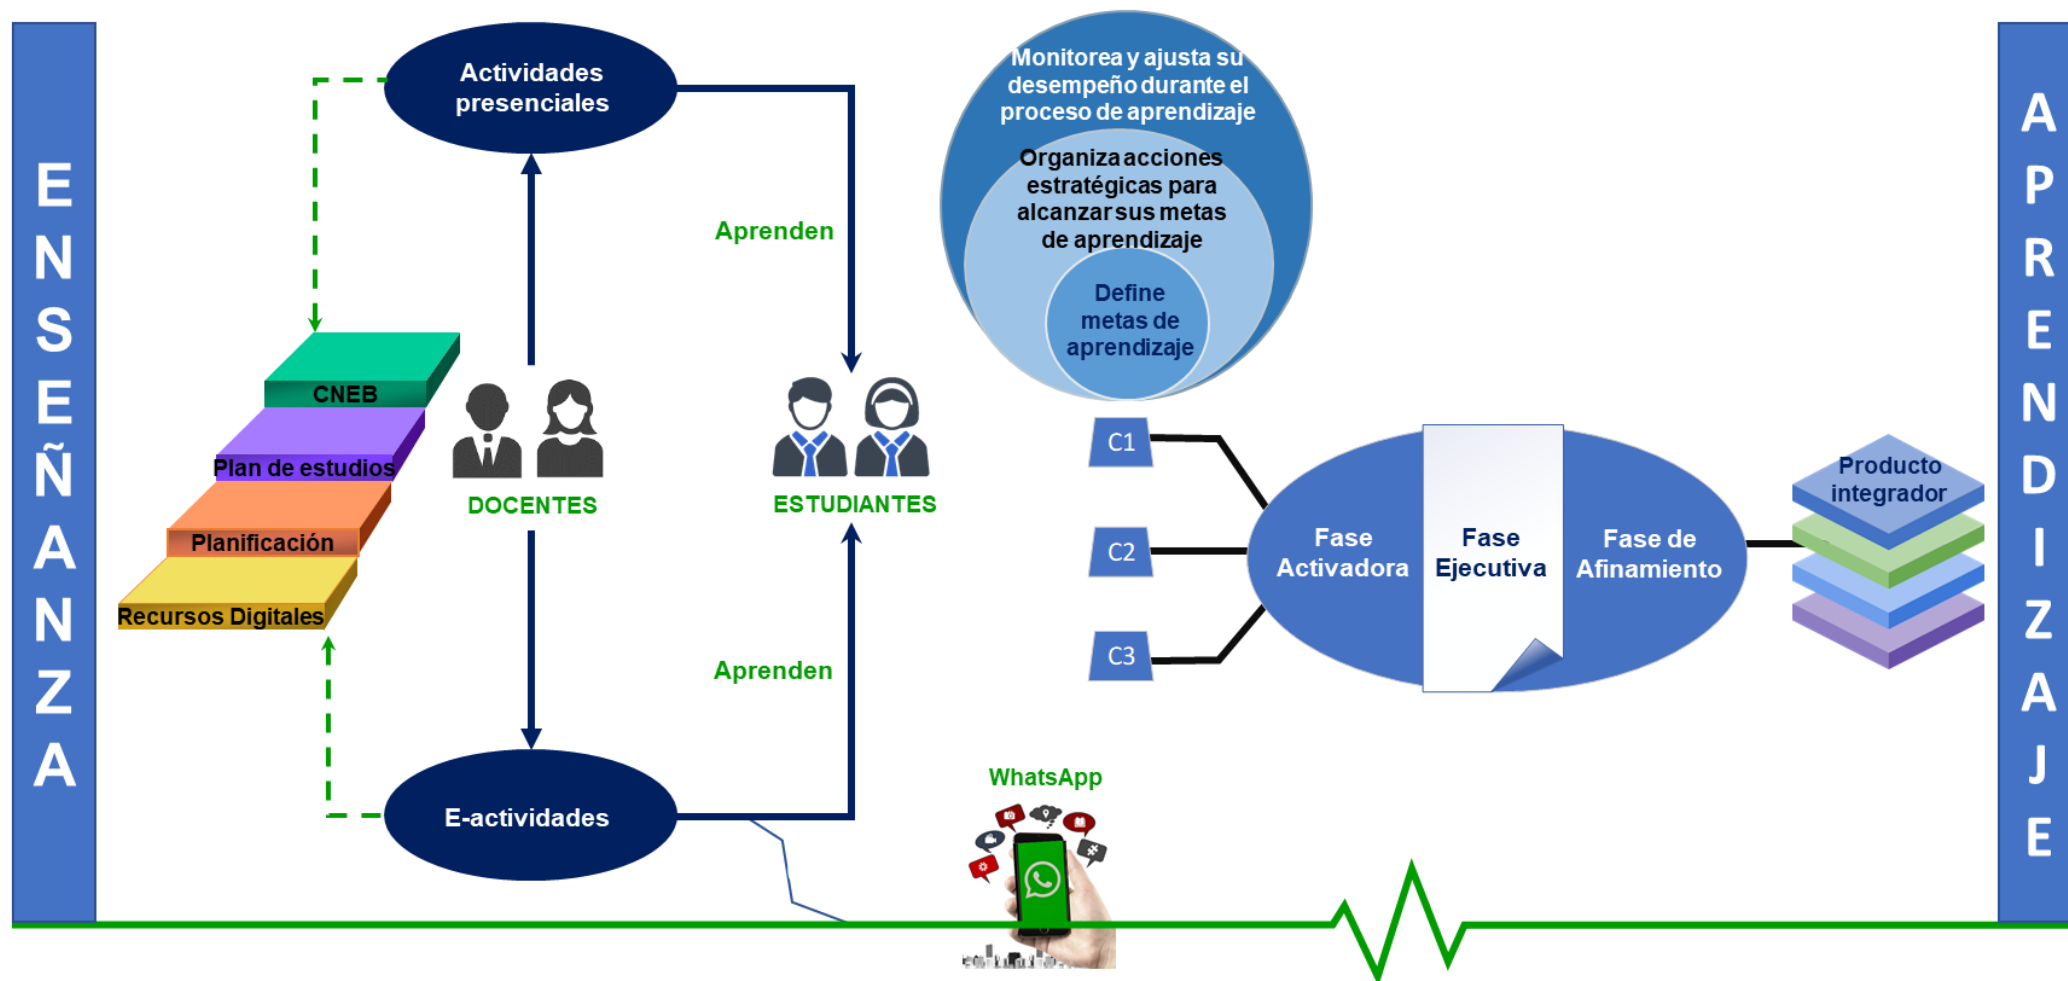 ENSEÑANZA
Actividades
presenciales
Aprenden
CNEB
Plan de estudios
Planificación
Recursos Digitales
DOCENTES
ESTUDIANTES
Aprenden
E-actividades
Monitorea y ajusta su
desempeño durante el
proceso de aprendizaje
Organiza acciones
estratégicas para
alcanzar sus metas
de aprendizaje
Define
metas de
aprendizaje
C1
C2
C3
Fase
Activadora
Fase
Ejecutiva
Fase de
Afinamiento
Producto
integrador
WhatsApp
APRENDIZAJE